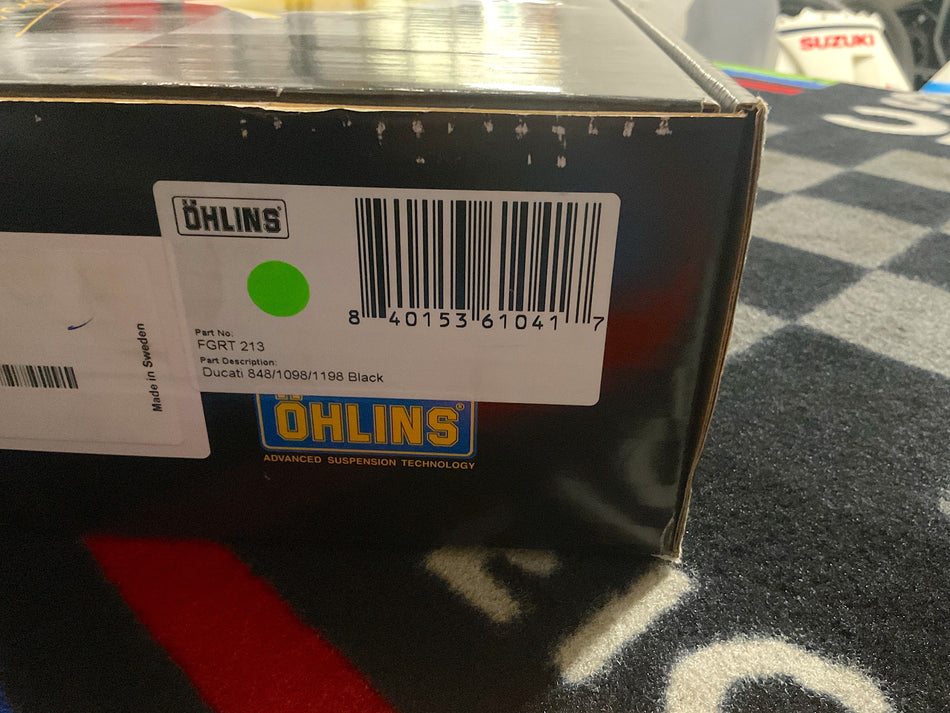 SUZUKI
ÖHLINS
8 40153 61041 7
Part No:
FGRT 213
Part Description:
Ducati 848/1098/1198 Black
Made in Sweden
ÖHLINS®
ADVANCED SUSPENSION TECHNOLOGY